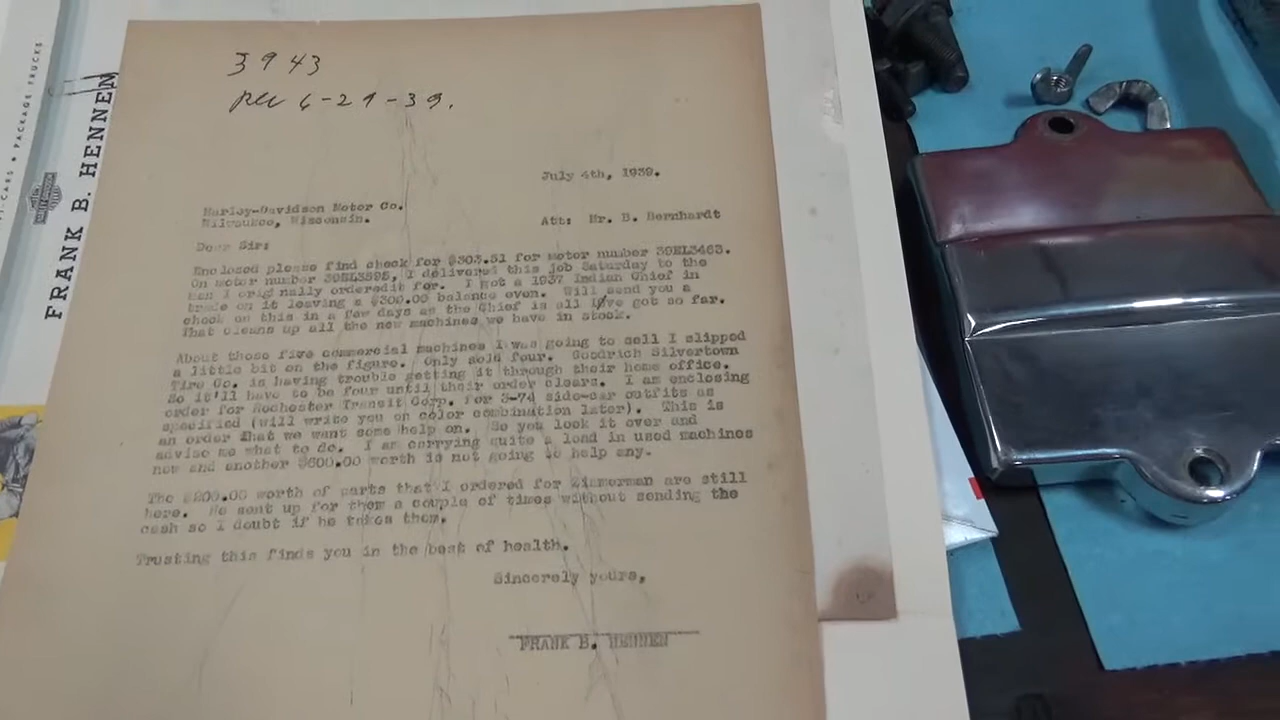 3943
rec 6-29-39.
July 4th, 1939.
Harley-Davidson Motor Co.
Milwaukee, Wisconsin.
Att: Mr. B. Bernhardt
Dear Sir:
Enclosed please find check for $303.51 for motor number 39EL3463.
On motor number I delivered this job Saturday to the
man I originally orderedit for. I got a 1937 Indian Chief in
trade on it leaving a $300.00 balance even. Will send you a
check on this in a few days as the Chief is all I've got so far.
That cleans up all the new machines we have in stock.
About those five commercial machines I was going to sell I slipped
a little bit on the figure. Only sold four. Goodrich Silvertown
Tire Co. is having trouble getting it through their home office.
So it'll have to be four until their order clears. I am enclosing
order for Rochester Transit Corp. for 3-74 side-car outfits as
specified (will write you on color combination later). This is
an order that we want some help on. So you look it over and
advise me what to do. I am carrying quite a load in used machines
now and another $600.00 worth is not going to help any.
The $200.00 worth of parts that I ordered for Zimmerman are still
here. He sent up for them a couple of times without sending the
cash so I doubt if he takes them.
Trusting this finds you in the best of health.
Sincerely yours,
FRANK B. HENNEN
FRANK B. HENNEN
HARLEY-DAVIDSON
PACKAGE TRUCKS